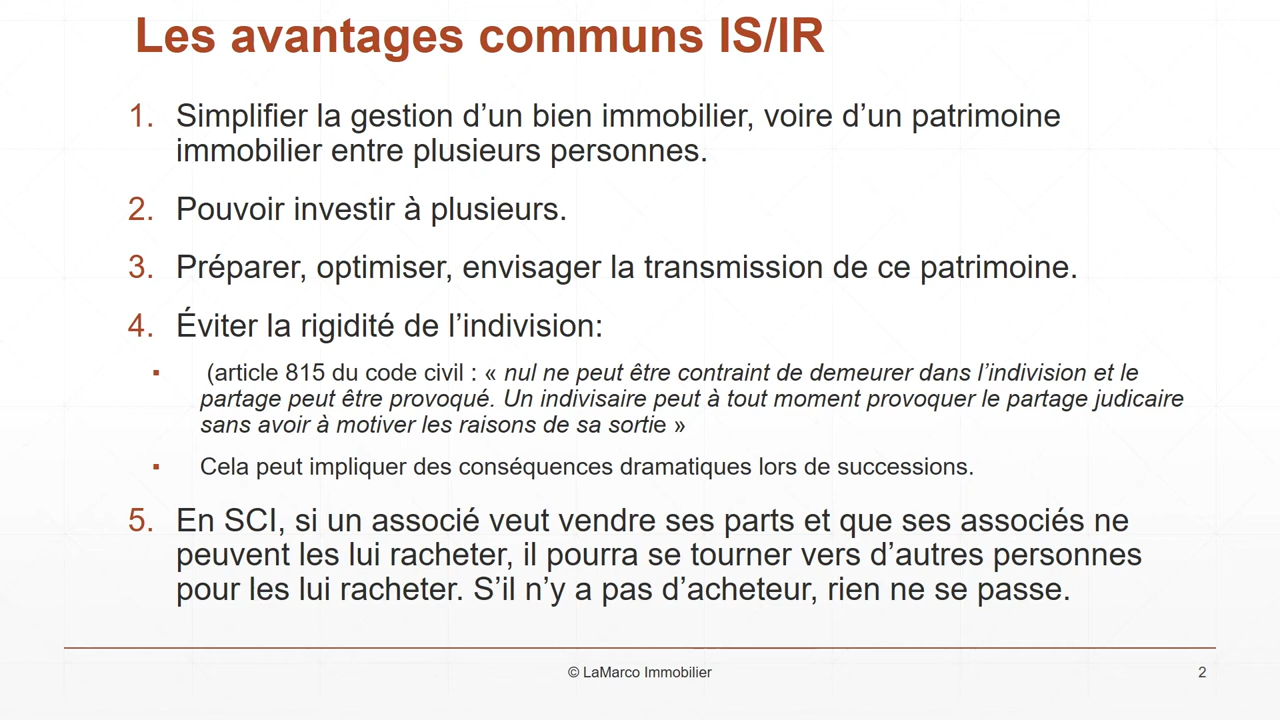 Les avantages communs IS/IR
1. Simplifier la gestion d’un bien immobilier, voire d’un patrimoine
immobilier entre plusieurs personnes.
2. Pouvoir investir à plusieurs.
3. Préparer, optimiser, envisager la transmission de ce patrimoine.
4. Éviter la rigidité de l’indivision:
▪ (article 815 du code civil : « nul ne peut être contraint de demeurer dans l’indivision et le
partage peut être provoqué. Un indivisaire peut à tout moment provoquer le partage judicaire
sans avoir à motiver les raisons de sa sortie »
▪ Cela peut impliquer des conséquences dramatiques lors de successions.
5. En SCI, si un associé veut vendre ses parts et que ses associés ne
peuvent les lui racheter, il pourra se tourner vers d’autres personnes
pour les lui racheter. S’il n’y a pas d’acheteur, rien ne se passe.
© LaMarco Immobilier
2